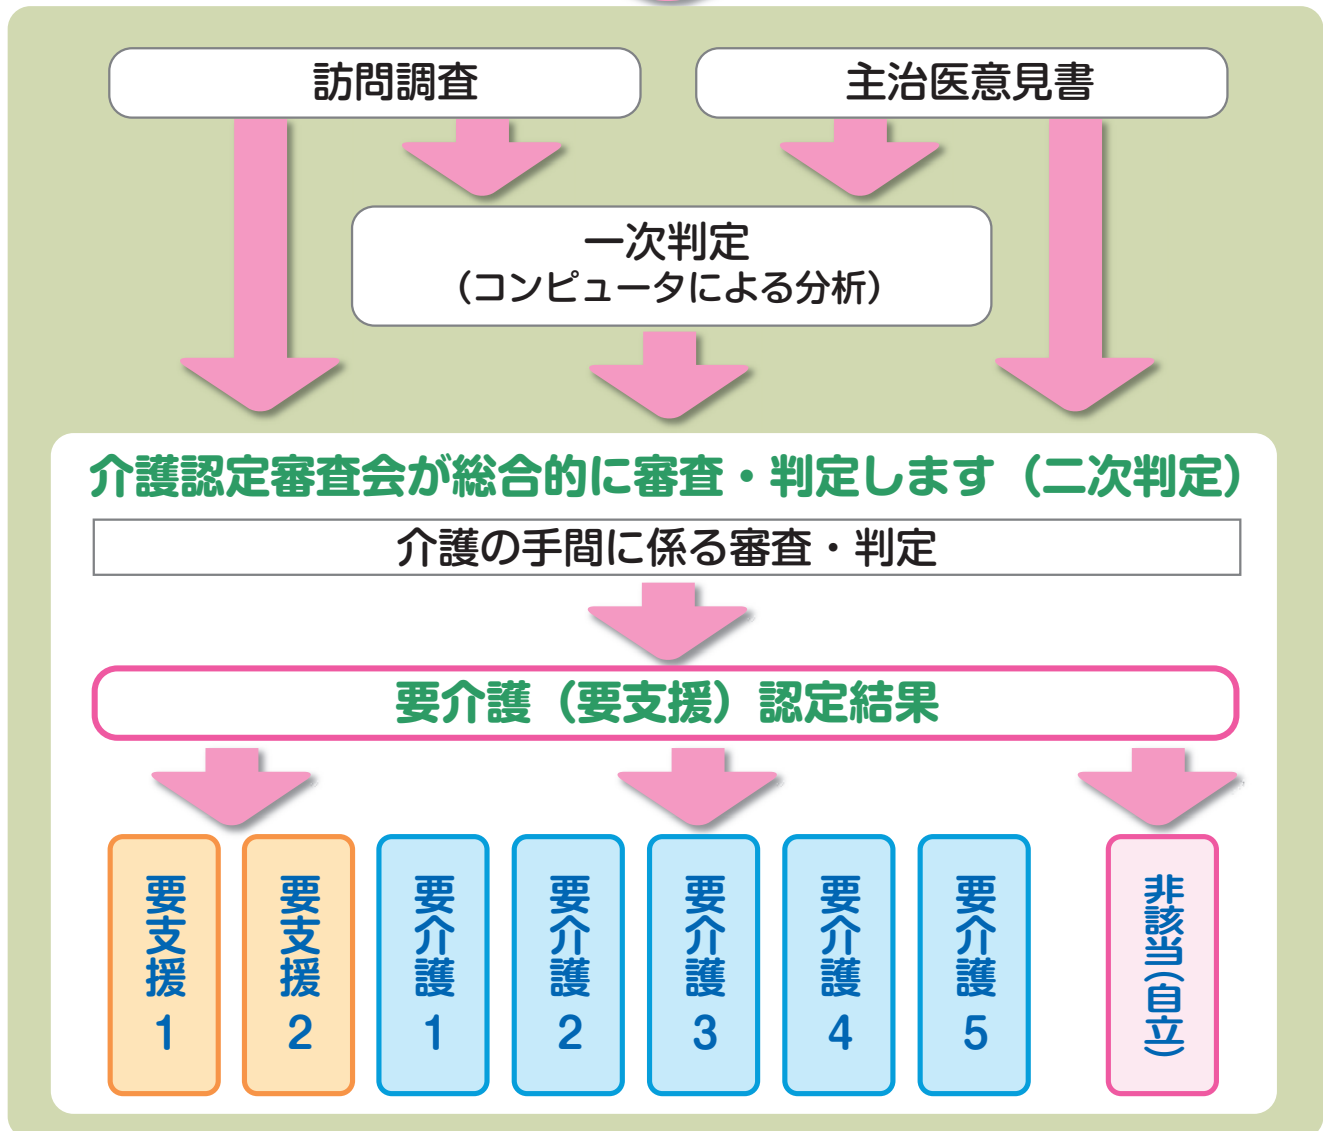 訪問調査
主治医意見書
一次判定
（コンピュータによる分析）
介護認定審査会が総合的に審査・判定します（二次判定）
介護の手間に係る審査・判定
要介護（要支援）認定結果
要支援1
要支援2
要介護1
要介護2
要介護3
要介護4
要介護5
非該当（自立）